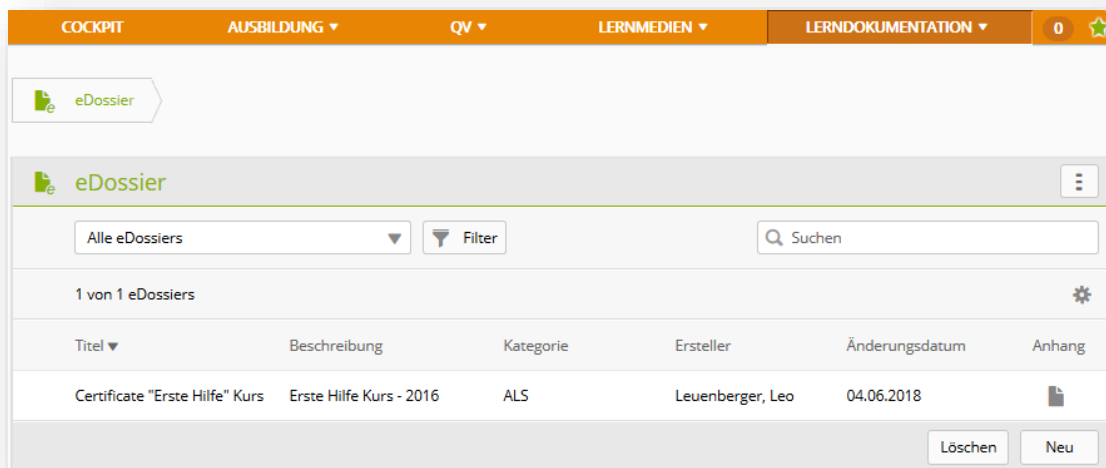 COCKPIT AUSBILDUNG QV LERNMEDIEN LERNDOKUMENTATION 0
eDossier
eDossier
Alle eDossiers Filter Suchen
1 von 1 eDossiers
Titel Beschreibung Kategorie Ersteller Änderungsdatum Anhang
Certificate "Erste Hilfe" Kurs Erste Hilfe Kurs - 2016 ALS Leuenberger, Leo 04.06.2018
Löschen Neu